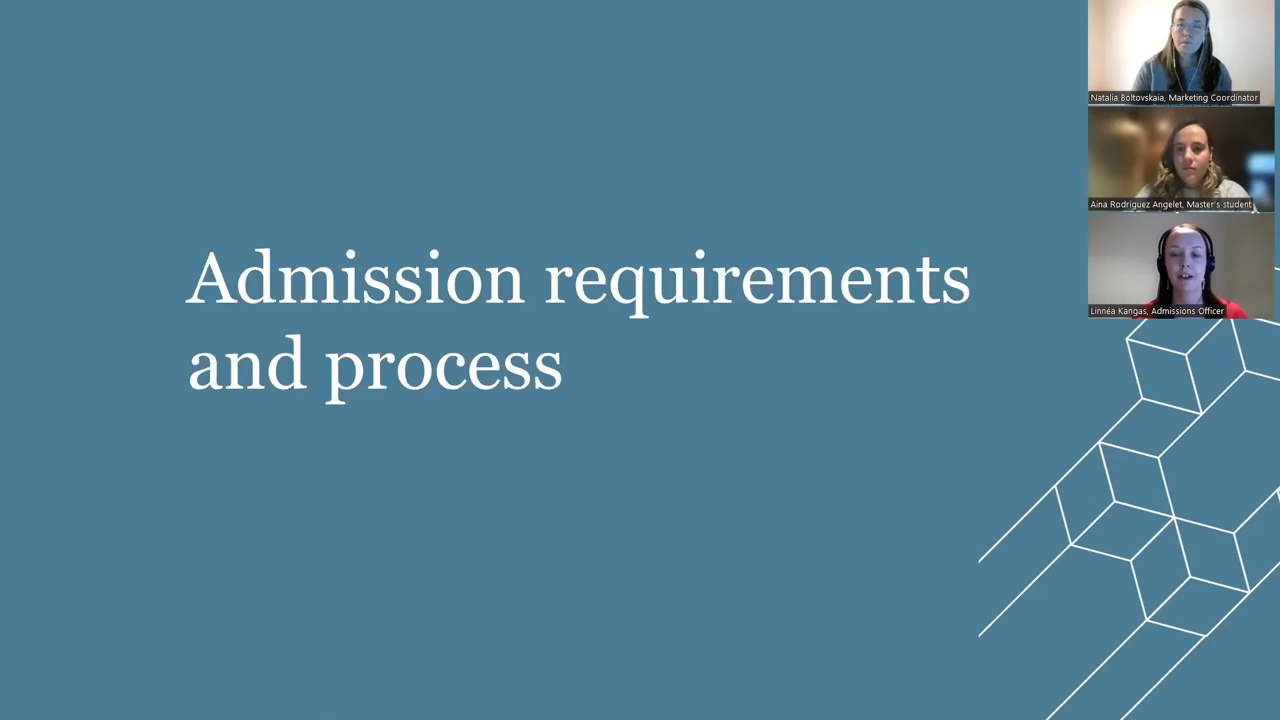 Admission requirements
and process
Natalia Boltovskaia, Marketing Coordinator
Aina Rodriguez Angelet, Master's student
Linnéa Kangas, Admissions Officer